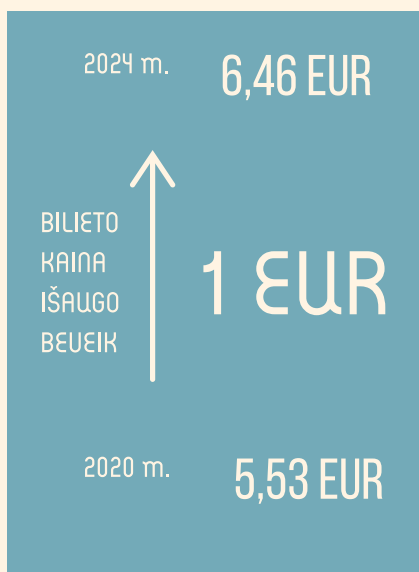 2024 m. 6,46 EUR
BILIETO
KAINA
IŠAUGO
BEVEIK
1 EUR
2020 m. 5,53 EUR